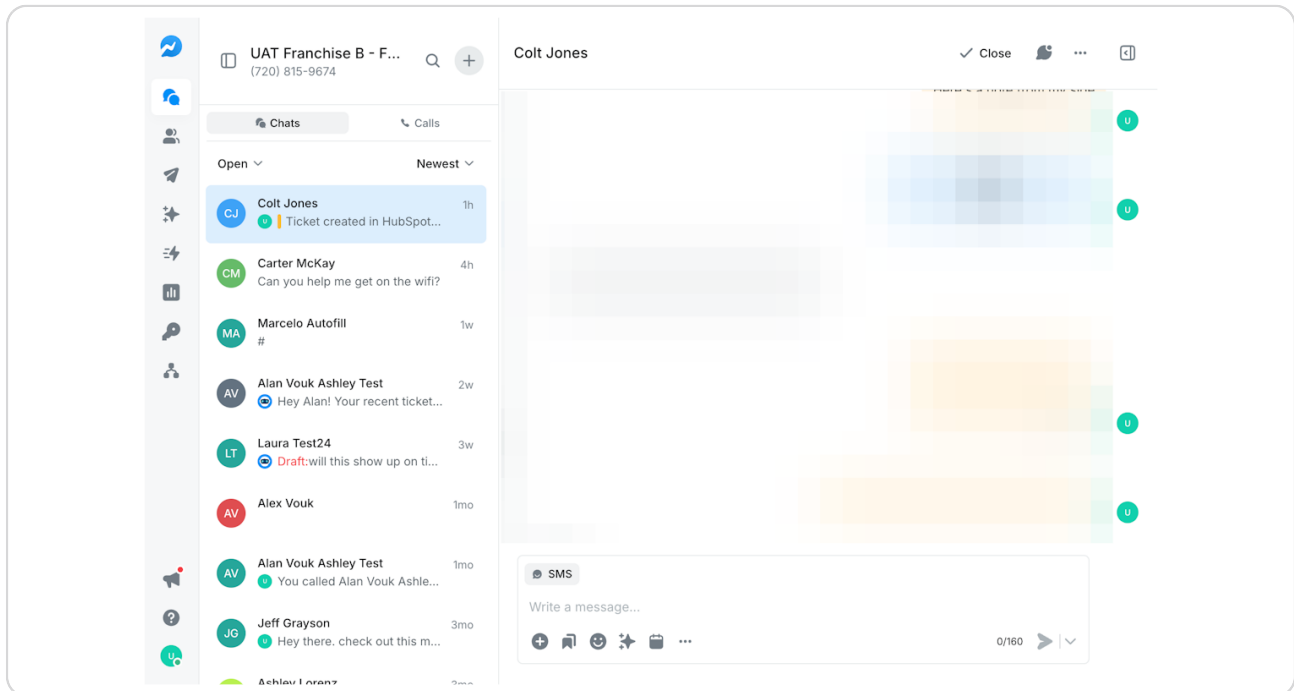 UAT Franchise B - F...
(720) 815-9674
Chats
Calls
Open
Newest
CJ
Colt Jones
1h
U
Ticket created in HubSpot...
CM
Carter McKay
4h
Can you help me get on the wifi?
MA
Marcelo Autofill
1w
#
AV
Alan Vouk Ashley Test
2w
Hey Alan! Your recent ticket...
LT
Laura Test24
3w
Draft:will this show up on ti...
AV
Alex Vouk
1mo
AV
Alan Vouk Ashley Test
1mo
U
You called Alan Vouk Ashle...
JG
Jeff Grayson
3mo
U
Hey there. check out this m...
Ashley Lorenz
3mo
U
Colt Jones
Close
U
U
U
U
SMS
Write a message...
0/160